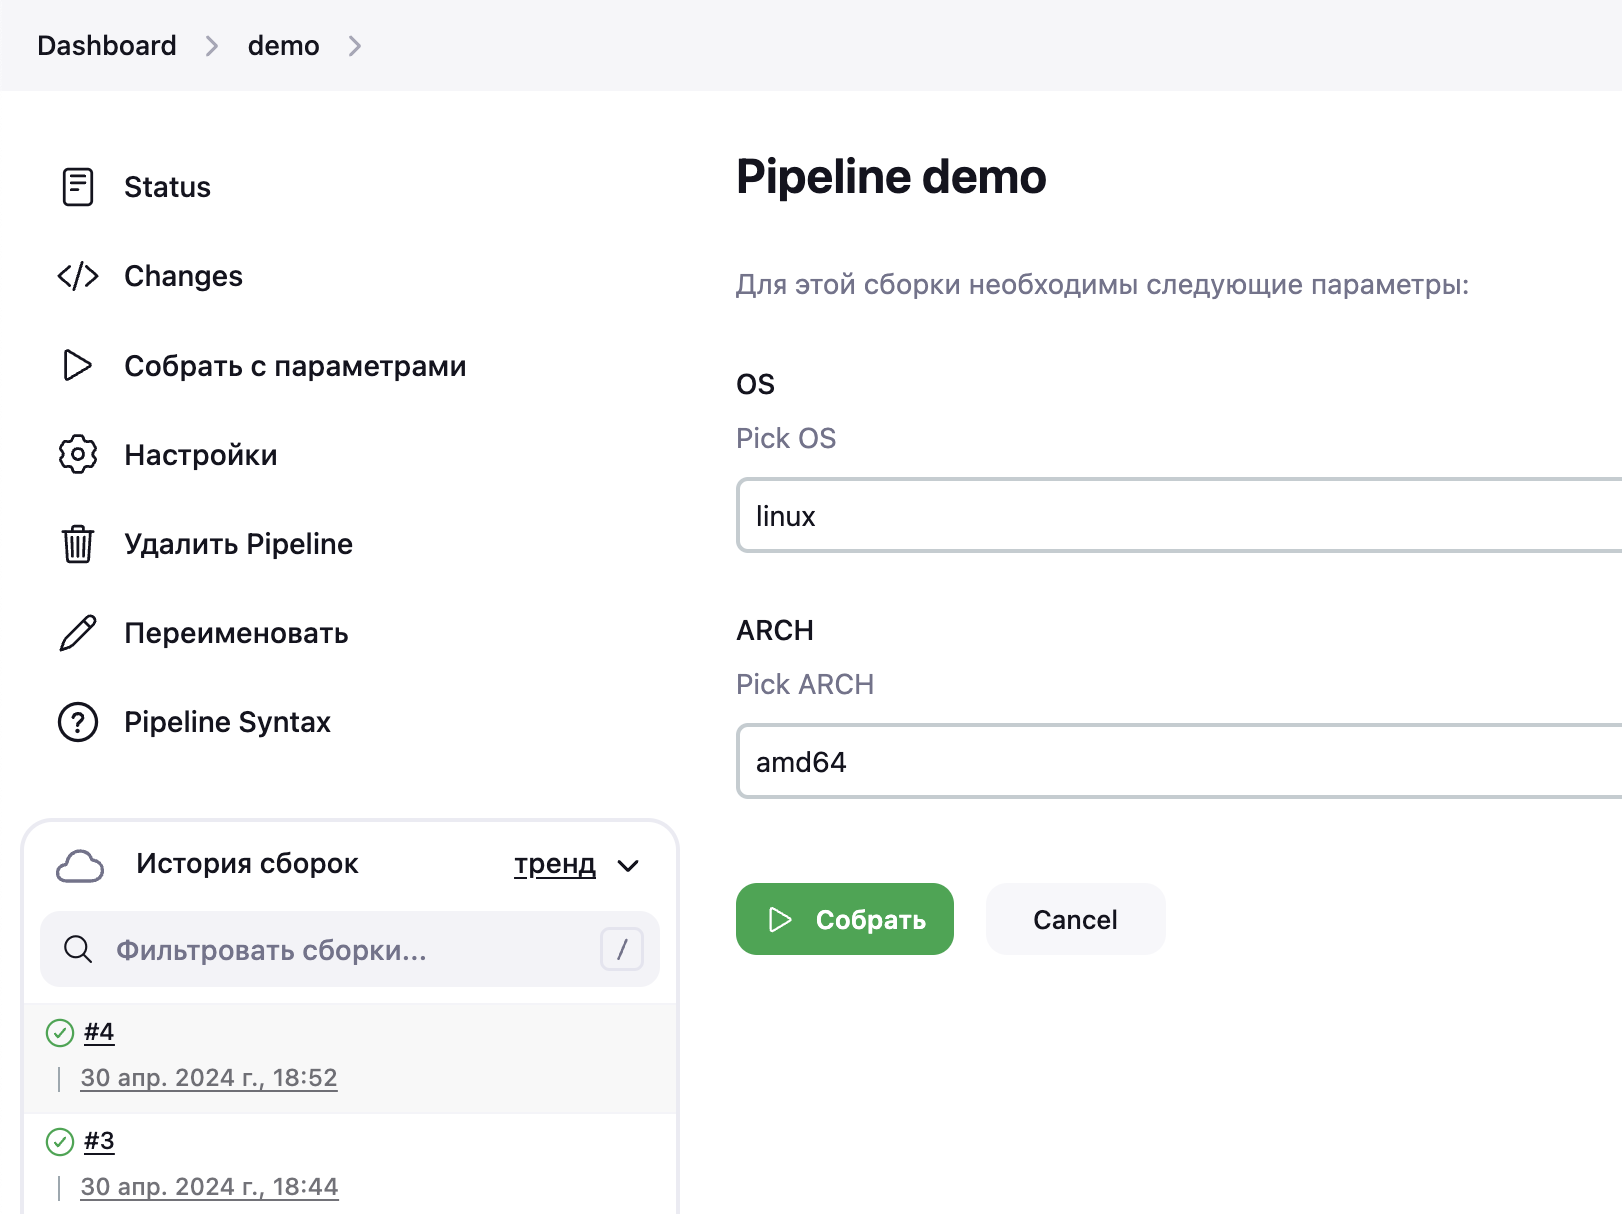 Dashboard demo
Status
Changes
Собрать с параметрами
Настройки
Удалить Pipeline
Переименовать
Pipeline Syntax
История сборок тренд
Фильтровать сборки... /
#4
30 апр. 2024 г., 18:52
#3
30 апр. 2024 г., 18:44
Pipeline demo
Для этой сборки необходимы следующие параметры:
OS
Pick OS
linux
ARCH
Pick ARCH
amd64
Собрать Cancel